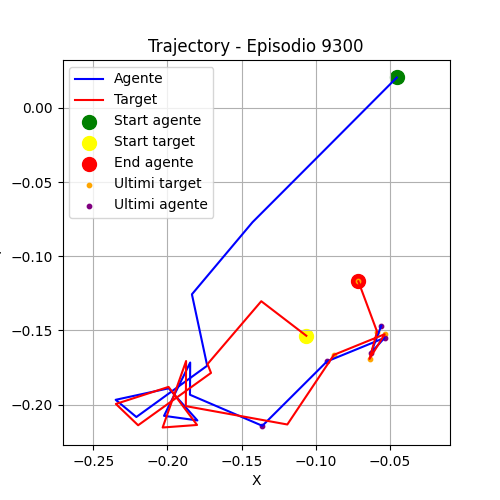 Trajectory - Episodio 9300
Agente
Target
Start agente
Start target
End agente
Ultimi target
Ultimi agente
0.00
−0.05
−0.10
−0.15
−0.20
−0.25
−0.20
−0.15
−0.10
−0.05
X